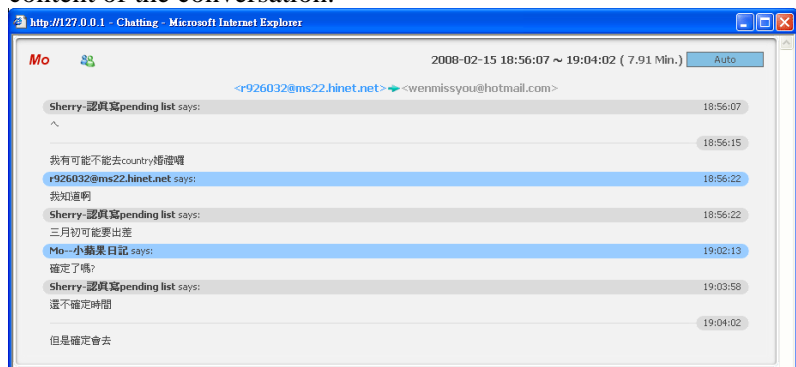 content of the conversation.
http://127.0.0.1 - Chatting - Microsoft Internet Explorer
Mo 2008-02-15 18:56:07 ~ 19:04:02 ( 7.91 Min.) Auto
<r926032@ms22.hinet.net> <wenmissyou@hotmail.com>
Sherry-認真寫pending list says: 18:56:07
ㄟ
18:56:15
我有可能不能去country婚禮囉
r926032@ms22.hinet.net says: 18:56:22
我知道啊
Sherry-認真寫pending list says: 18:56:22
三月初可能要出差
Mo--小蘋果日記 says: 19:02:13
確定了嗎?
Sherry-認真寫pending list says: 19:03:58
還不確定時間
19:04:02
但是確定會去